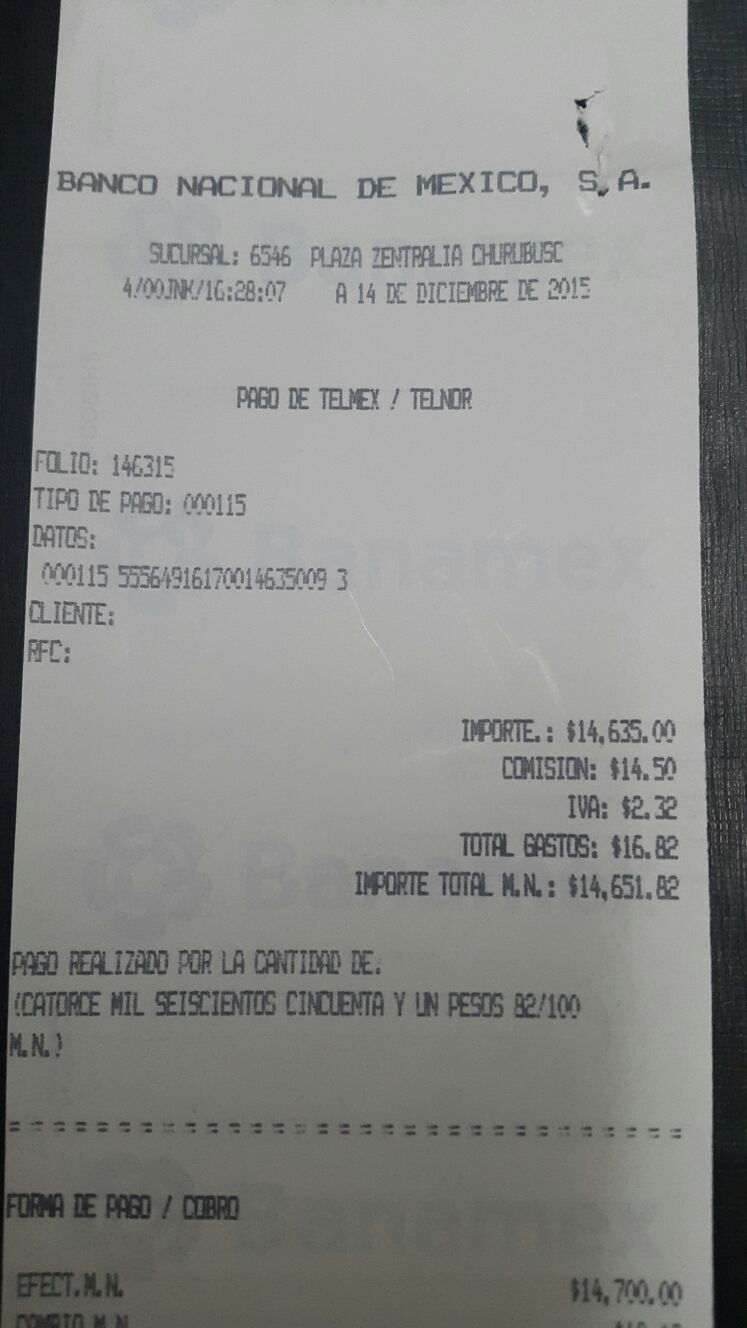 BANCO NACIONAL DE MEXICO, S.A.
SUCURSAL: 6546 PLAZA ZENTRALIA CHURUBUSC
4/00JNK/16:28:07 A 14 DE DICIEMBRE DE 2015
PAGO DE TELMEX / TELNOR
FOLIO: 146315
TIPO DE PAGO: 000115
DATOS:
000115 55564916170014635009 3
CLIENTE:
RFC:
IMPORTE.: $14,635.00
COMISION: $14.50
IVA: $2.32
TOTAL GASTOS: $16.82
IMPORTE TOTAL M.N.: $14,651.82
PAGO REALIZADO POR LA CANTIDAD DE:
(CATORCE MIL SEISCIENTOS CINCUENTA Y UN PESOS 82/100
M.N.)
================================
FORMA DE PAGO / COBRO
EFECT.M.N. $14,700.00
Banamex
Banamex
Banamex